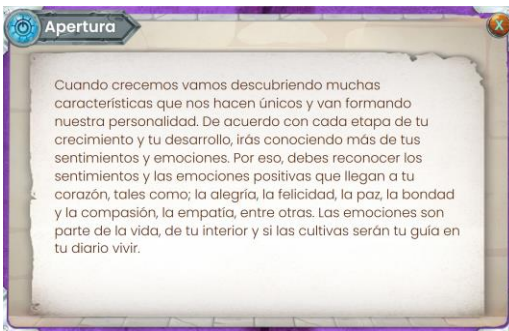 Apertura
X
Cuando crecemos vamos descubriendo muchas
características que nos hacen únicos y van formando
nuestra personalidad. De acuerdo con cada etapa de tu
crecimiento y tu desarrollo, irás conociendo más de tus
sentimientos y emociones. Por eso, debes reconocer los
sentimientos y las emociones positivas que llegan a tu
corazón, tales como; la alegría, la felicidad, la paz, la bondad
y la compasión, la empatía, entre otras. Las emociones son
parte de la vida, de tu interior y si las cultivas serán tu guía en
tu diario vivir.